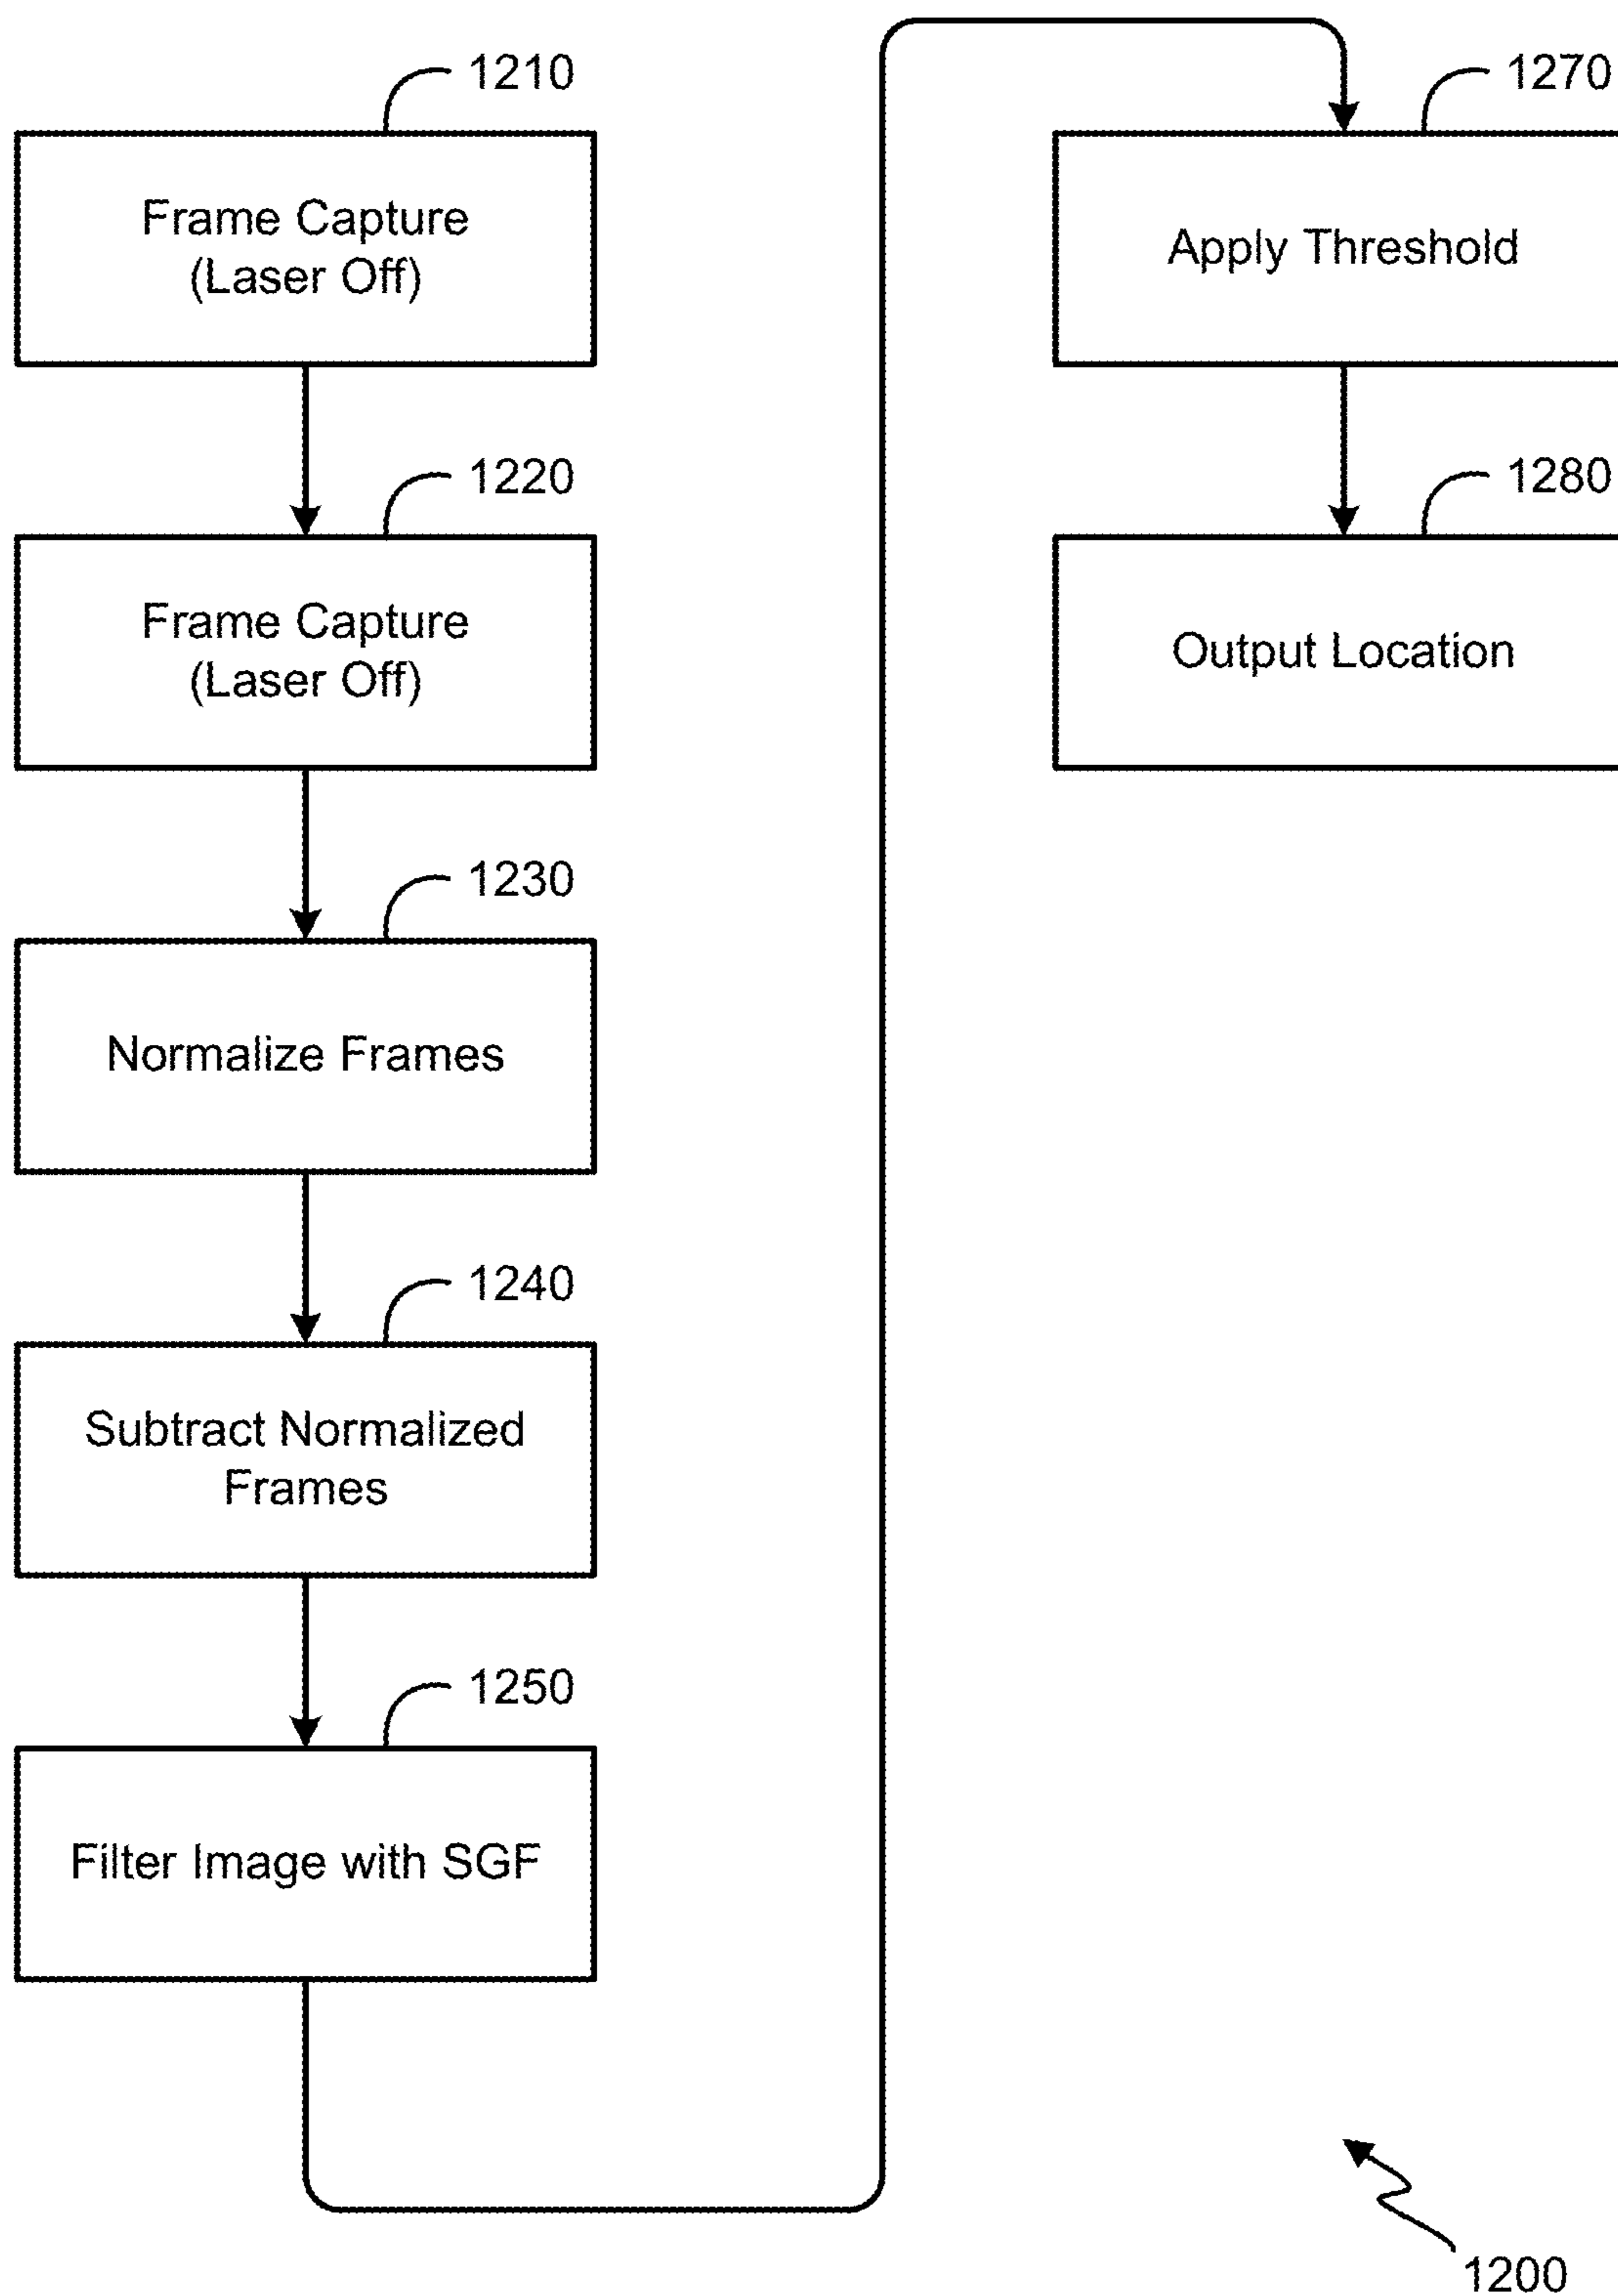 1210
Frame Capture
(Laser Off)
1220
Frame Capture
(Laser Off)
1230
Normalize Frames
1240
Subtract Normalized
Frames
1250
Filter Image with SGF
1270
Apply Threshold
1280
Output Location
1200